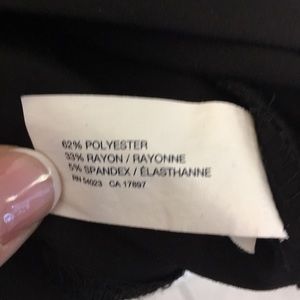 62% POLYESTER
33% RAYON / RAYONNE
5% SPANDEX / ÉLASTHANNE
RN 54023 CA 17897